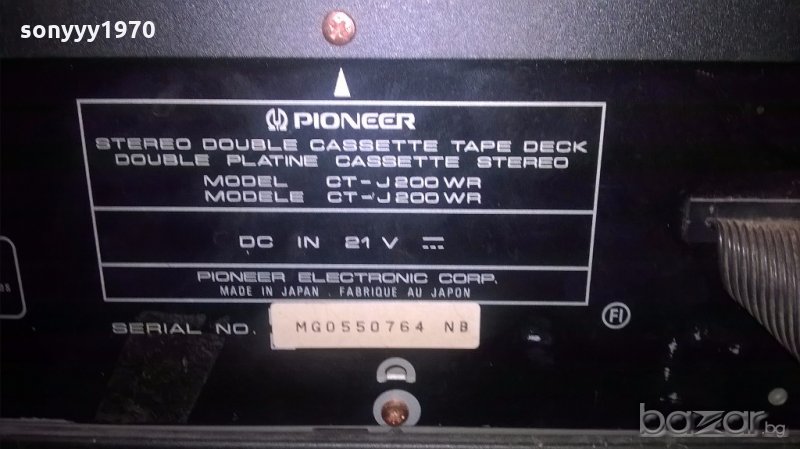 sonyyy1970
PIONEER
STEREO DOUBLE CASSETTE TAPE DECK
DOUBLE PLATINE CASSETTE STEREO
MODEL CT-J200WR
MODELE CT-J200WR
DC IN 21 V
PIONEER ELECTRONIC CORP.
MADE IN JAPAN FABRIQUE AU JAPON
SERIAL NO. MG0550764 NB
FI
bazar.bg